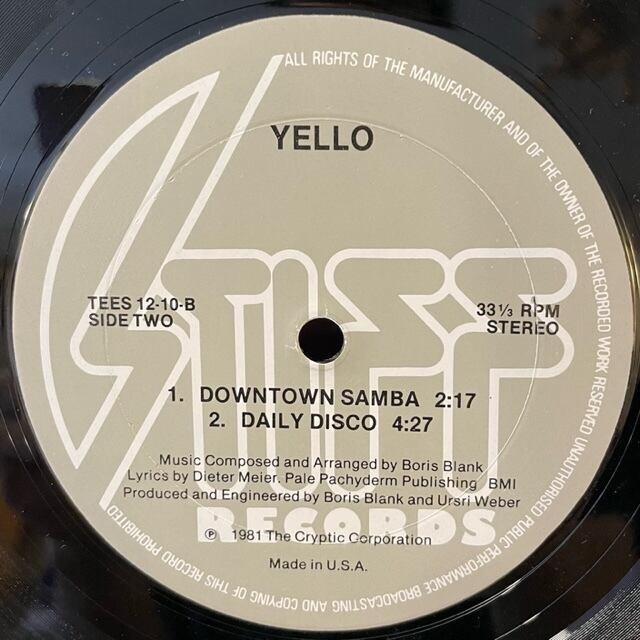 ALL RIGHTS OF THE MANUFACTURER AND OF THE OWNER OF THE RECORDED WORK RESERVED UNAUTHORISED PUBLIC PERFORMANCE BROADCASTING AND COPYING OF THIS RECORD PROHIBITED
YELLO
STIFF
TEES 12-10-B
SIDE TWO
33⅓ RPM
STEREO
1. DOWNTOWN SAMBA 2:17
2. DAILY DISCO 4:27
Music Composed and Arranged by Boris Blank
Lyrics by Dieter Meier. Pale Pachyderm Publishing BMI
Produced and Engineered by Boris Blank and Ursri Weber
RECORDS
℗ 1981 The Cryptic Corporation
Made in U.S.A.